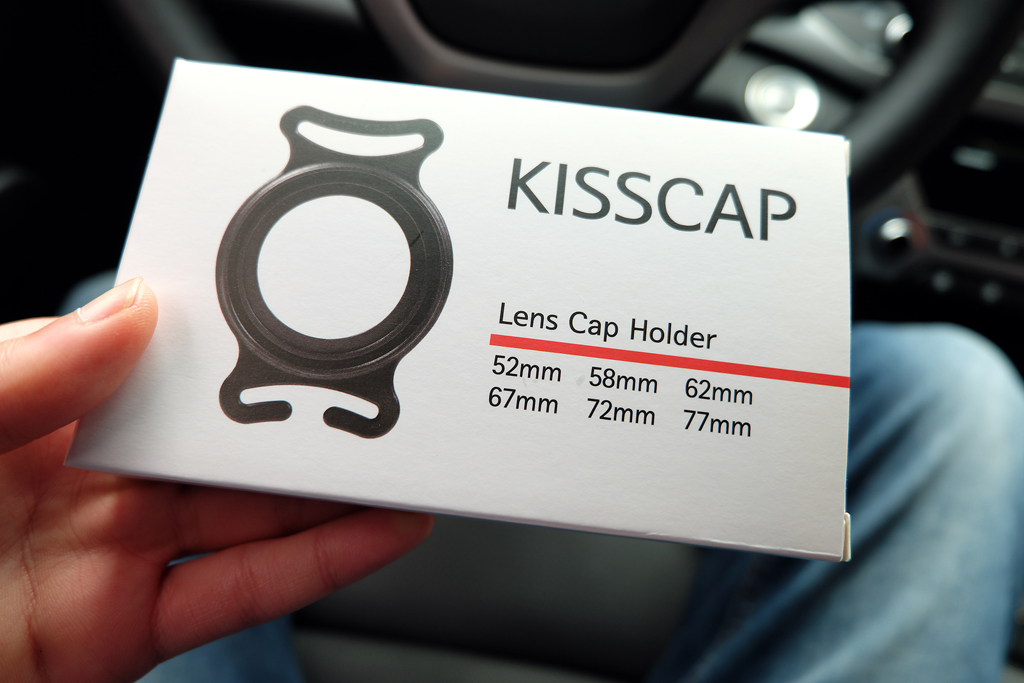 KISSCAP
Lens Cap Holder
52mm 58mm 62mm
67mm 72mm 77mm